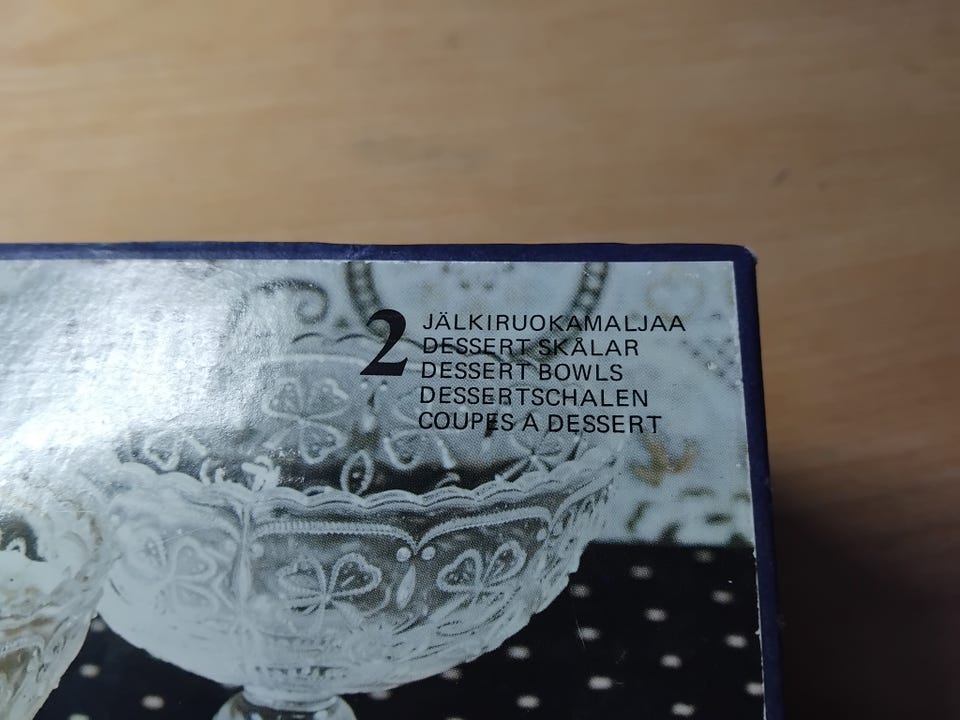 2 JÄLKIRUOKAMALJAA
DESSERT SKÅLAR
DESSERT BOWLS
DESSERTSCHALEN
COUPES A DESSERT